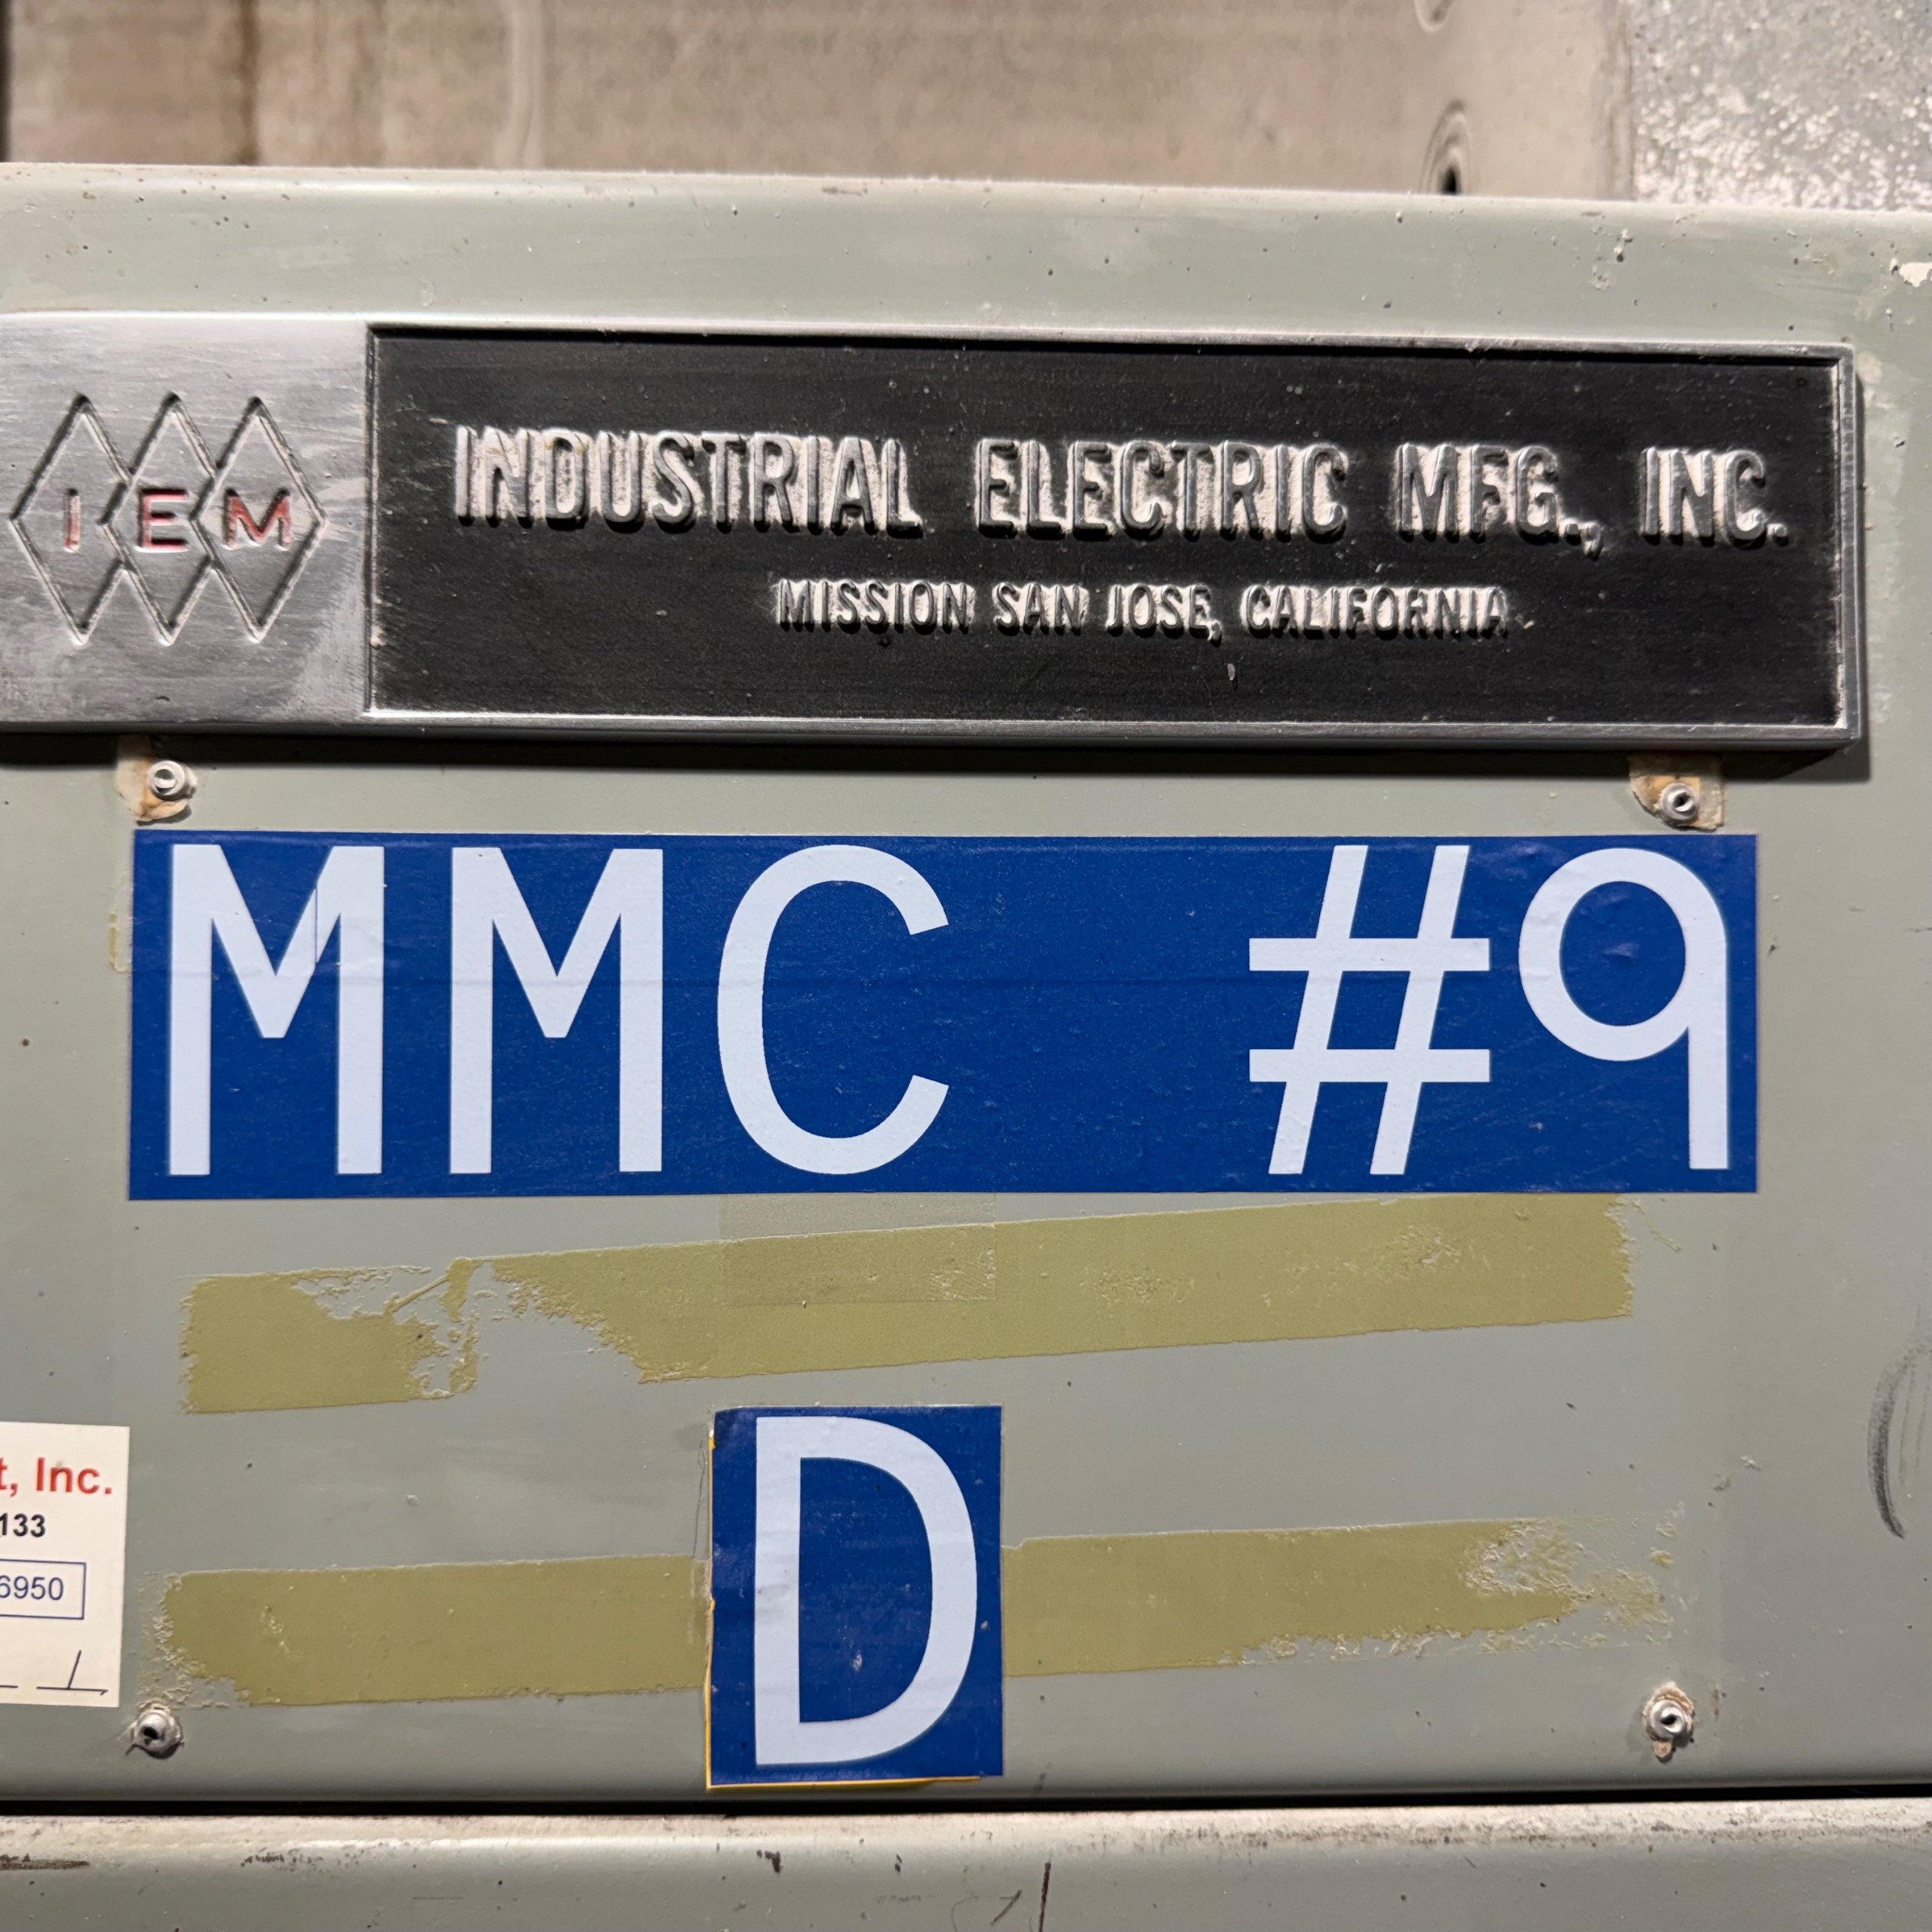 IEM
INDUSTRIAL ELECTRIC MFG., INC.
MISSION SAN JOSE, CALIFORNIA
MMC #9
t, Inc.
133
6950
D